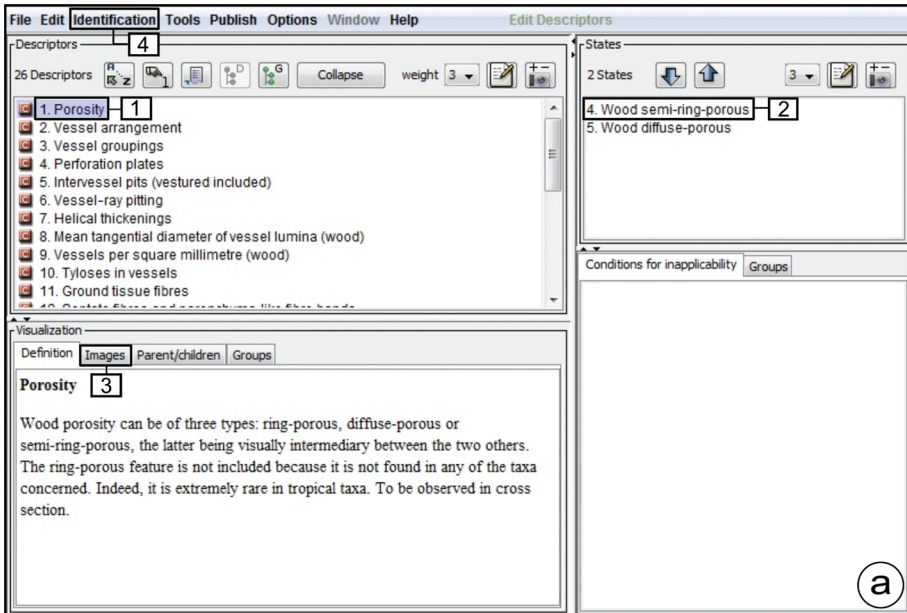 File Edit Identification Tools Publish Options Window Help Edit Descriptors
4
Descriptors
26 Descriptors A Z 1 D G Collapse weight 3
1. Porosity 1
2. Vessel arrangement
3. Vessel groupings
4. Perforation plates
5. Intervessel pits (vestured included)
6. Vessel-ray pitting
7. Helical thickenings
8. Mean tangential diameter of vessel lumina (wood)
9. Vessels per square millimetre (wood)
10. Tyloses in vessels
11. Ground tissue fibres
States
2 States 3
4. Wood semi-ring-porous 2
5. Wood diffuse-porous
Conditions for inapplicability Groups
Visualization
Definition Images Parent/children Groups
3
Porosity
Wood porosity can be of three types: ring-porous, diffuse-porous or
semi-ring-porous, the latter being visually intermediary between the two others.
The ring-porous feature is not included because it is not found in any of the taxa
concerned. Indeed, it is extremely rare in tropical taxa. To be observed in cross
section.
a